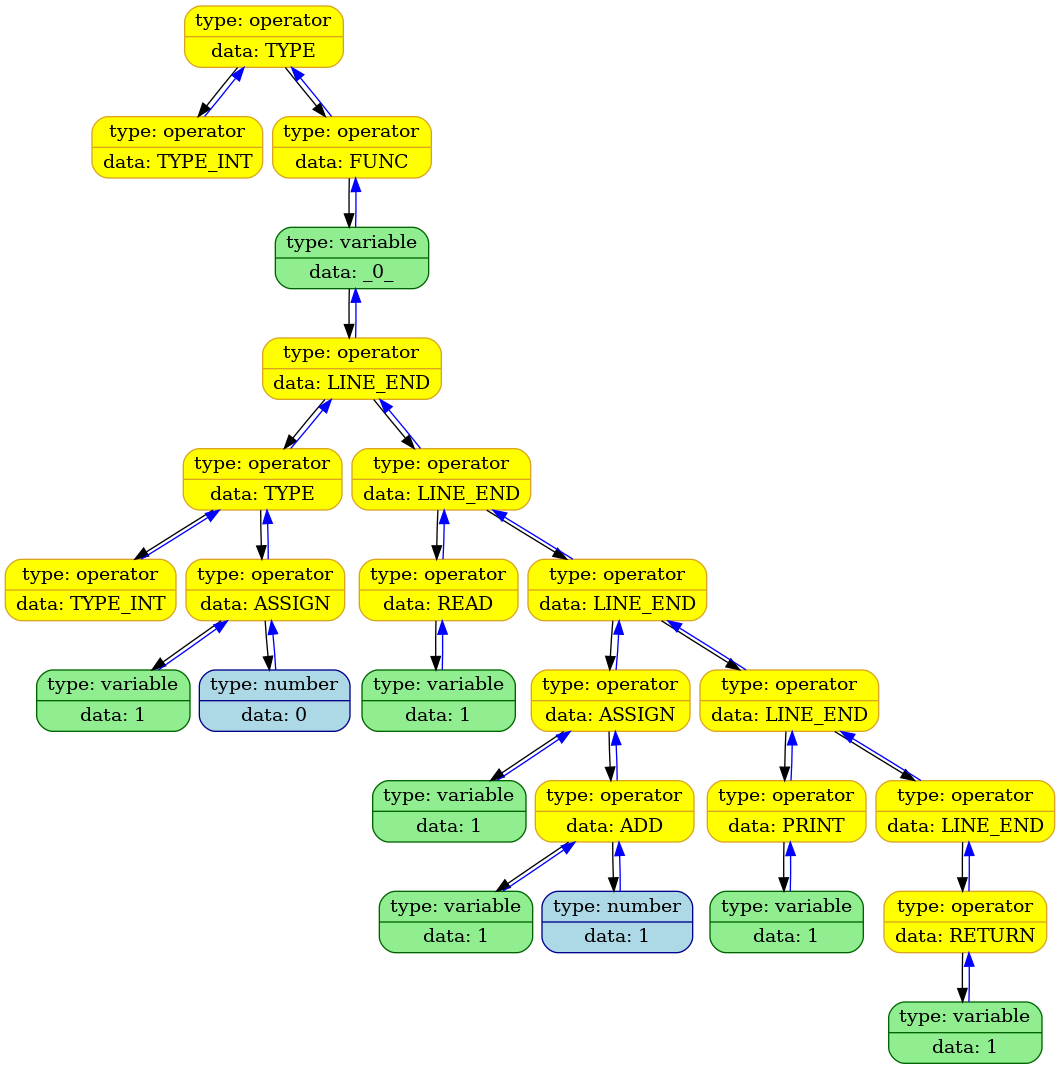 type: operator
data: TYPE
type: operator
data: TYPE_INT
type: operator
data: FUNC
type: variable
data: _0_
type: operator
data: LINE_END
type: operator
data: TYPE
type: operator
data: LINE_END
type: operator
data: TYPE_INT
type: operator
data: ASSIGN
type: operator
data: READ
type: operator
data: LINE_END
type: variable
data: 1
type: number
data: 0
type: variable
data: 1
type: operator
data: ASSIGN
type: operator
data: LINE_END
type: variable
data: 1
type: operator
data: ADD
type: operator
data: PRINT
type: operator
data: LINE_END
type: variable
data: 1
type: number
data: 1
type: variable
data: 1
type: operator
data: RETURN
type: variable
data: 1